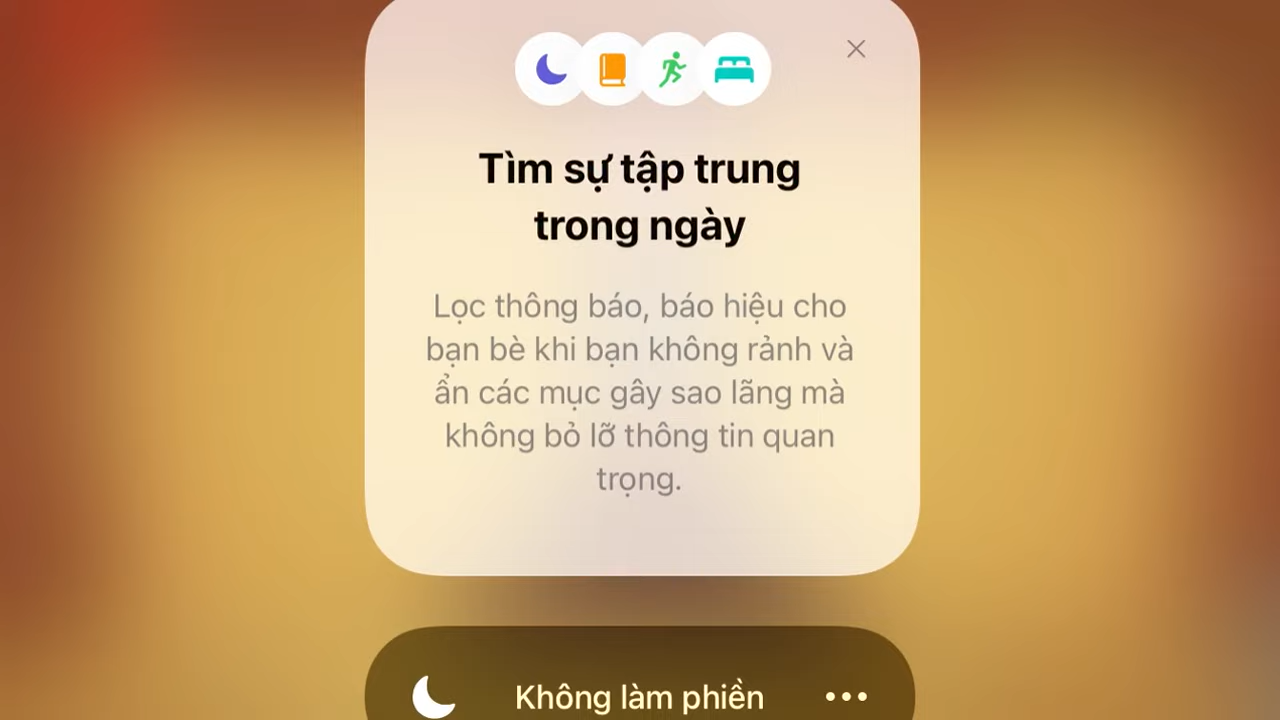 Tìm sự tập trung
trong ngày
Lọc thông báo, báo hiệu cho
bạn bè khi bạn không rảnh và
ẩn các mục gây sao lãng mà
không bỏ lỡ thông tin quan
trọng.
Không làm phiền